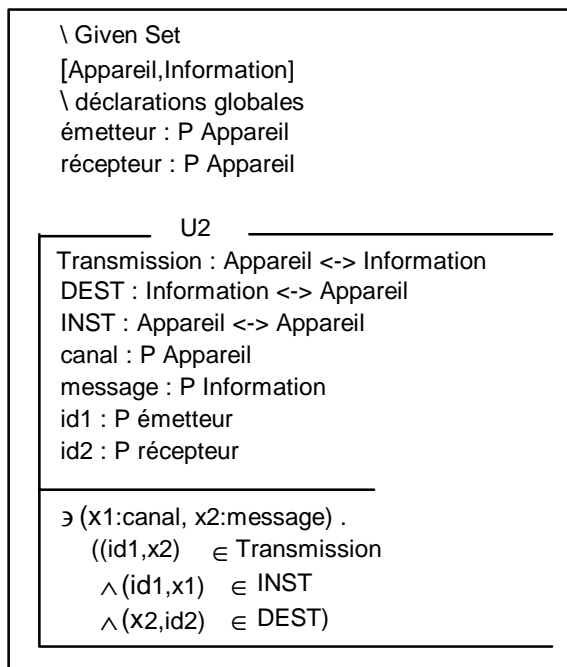 \ Given Set
[Appareil,Information]
\ déclarations globales
émetteur : P Appareil
récepteur : P Appareil
U2
Transmission : Appareil <-> Information
DEST : Information <-> Appareil
INST : Appareil <-> Appareil
canal : P Appareil
message : P Information
id1 : P émetteur
id2 : P récepteur
∍ (x1:canal, x2:message) .
((id1,x2) ∈ Transmission
∧ (id1,x1) ∈ INST
∧ (x2,id2) ∈ DEST)